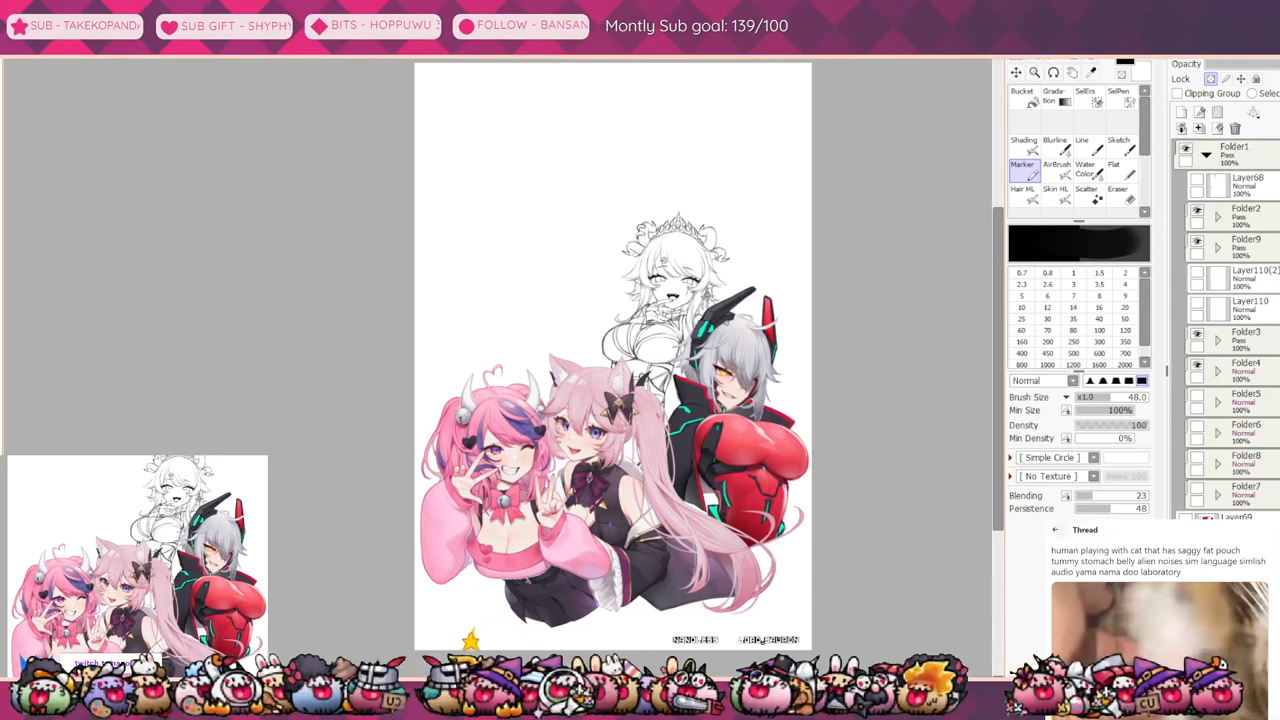 SUB - TAKEKOPAND
SUB GIFT - SHYPHY
BITS - HOPPUWU
FOLLOW - BANSAN
Montly Sub goal: 139/100
Bucket
Grada-
tion
SelErs
SelPen
Shading
Blurline
Line
Sketch
Marker
AirBrush
Water
Color
Flat
Hair HL
Skin HL
Scatter
Eraser
0.7 0.8 1 1.5 2
2.3 2.6 3 3.5 4
5 6 7 8 9
10 12 14 16 20
25 30 35 40 50
60 70 80 100 120
160 200 250 300 350
400 450 500 600 700
800 1000 1200 1600 2000
Normal
Brush Size x1.0 48.0
Min Size 100%
Density 100
Min Density 0%
[ Simple Circle ]
[ No Texture ] 100
Blending 23
Persistence 48
Opacity
Lock
Clipping Group Selec
Folder1
Pass
100%
Layer68
Normal
100%
Folder2
Pass
100%
Folder9
Pass
100%
Layer110(2)
Normal
100%
Layer110
Normal
100%
Folder3
Pass
100%
Folder4
Normal
100%
Folder5
Normal
100%
Folder6
Normal
100%
Folder8
Normal
100%
Folder7
Normal
100%
Layer69
Thread
human playing with cat that has saggy fat pouch
tummy stomach belly alien noises sim language simlish
audio yama nama doo laboratory
NANDLESS LORD_SAURON